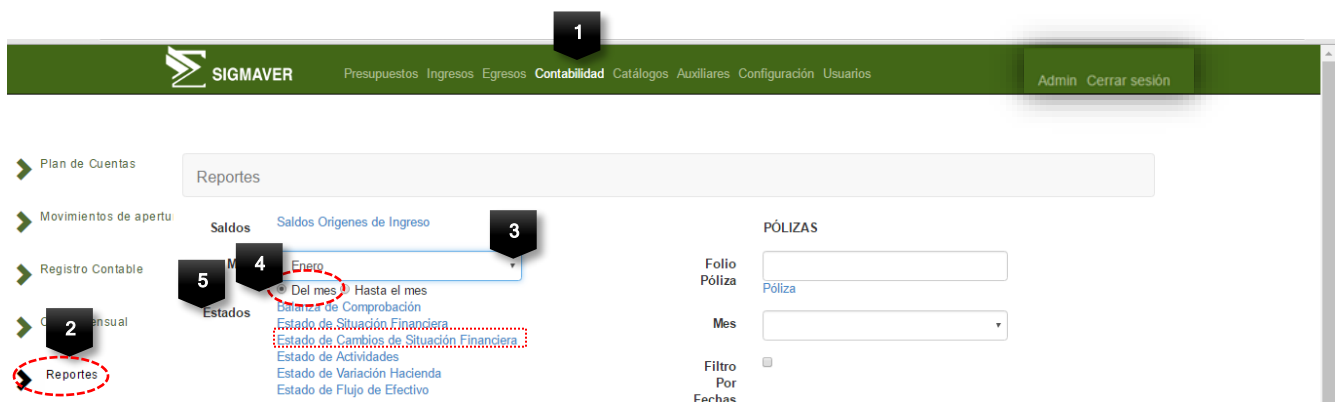 1
SIGMAVER Presupuestos Ingresos Egresos Contabilidad Catálogos Auxiliares Configuración Usuarios Admin Cerrar sesión
Plan de Cuentas
Movimientos de apertu
Registro Contable
ensual
2
Reportes
Reportes
Saldos Saldos Origenes de Ingreso
3
M
4
Enero
5
Del mes Hasta el mes
Estados
Balanza de Comprobación
Estado de Situación Financiera
Estado de Cambios de Situación Financiera
Estado de Actividades
Estado de Variación Hacienda
Estado de Flujo de Efectivo
PÓLIZAS
Folio
Póliza
Póliza
Mes
Filtro
Por
Fechas